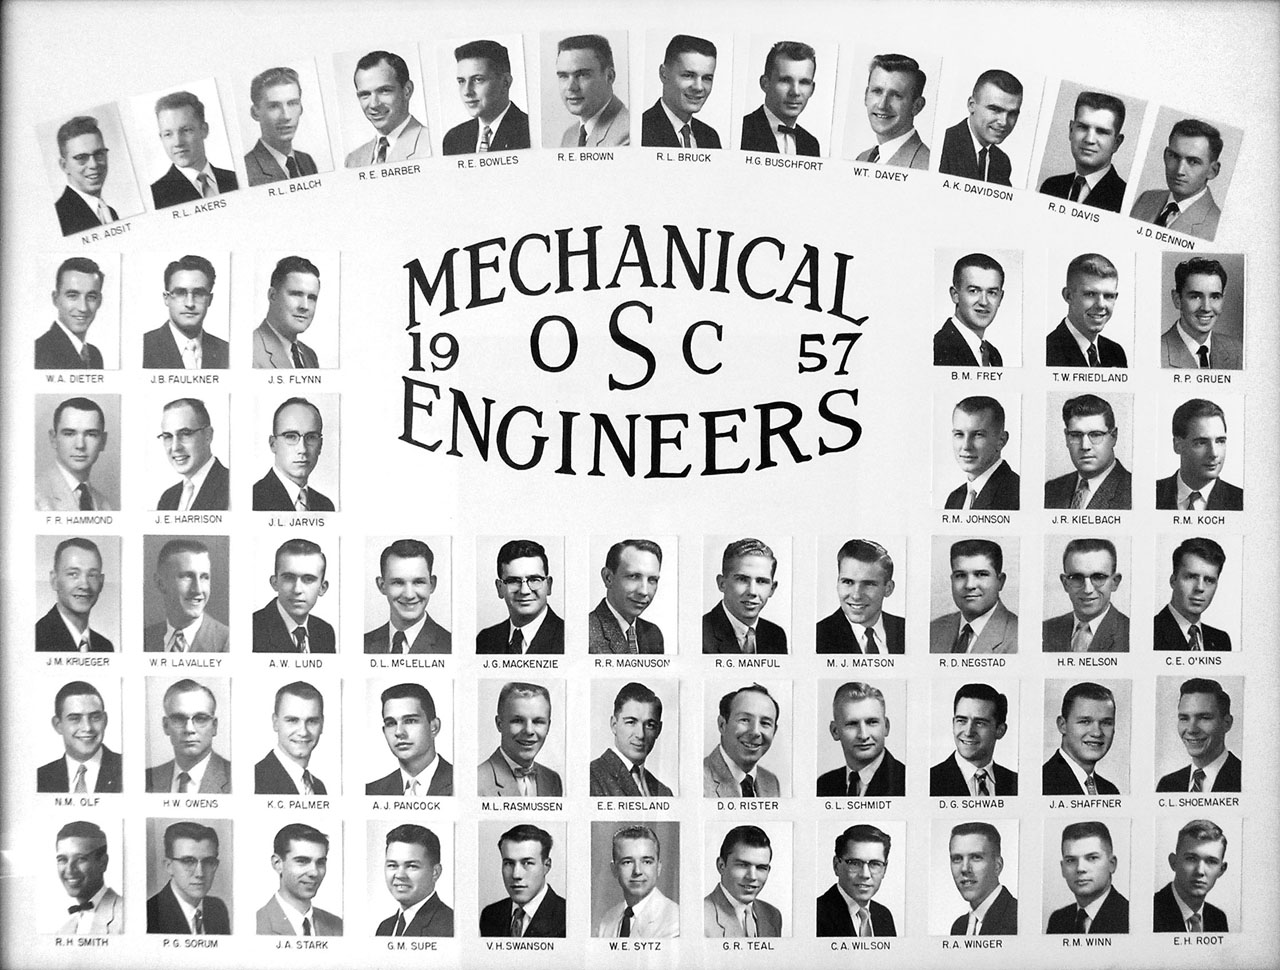 N.R. ADSIT
R.L. AKERS
R.L. BALCH
R.E. BARBER
R.E. BOWLES
R.E. BROWN
R.L. BRUCK
H.G. BUSCHFORT
W.T. DAVEY
A.K. DAVIDSON
R.D. DAVIS
J.D. DENNON
MECHANICAL
19 OSC 57
ENGINEERS
W.A. DIETER
J.B. FAULKNER
J.S. FLYNN
B.M. FREY
T.W. FRIEDLAND
R.P. GRUEN
F.R. HAMMOND
J.E. HARRISON
J.L. JARVIS
R.M. JOHNSON
J.R. KIELBACH
R.M. KOCH
J.M. KRUEGER
W.R. LAVALLEY
A.W. LUND
D.L. McLELLAN
J.G. MACKENZIE
R.R. MAGNUSON
R.G. MANFUL
M.J. MATSON
R.D. NEGSTAD
H.R. NELSON
C.E. O'KINS
N.M. OLF
H.W. OWENS
K.C. PALMER
A.J. PANCOCK
M.L. RASMUSSEN
E.E. RIESLAND
D.O. RISTER
G.L. SCHMIDT
D.G. SCHWAB
J.A. SHAFFNER
C.L. SHOEMAKER
R.H. SMITH
P.G. SORUM
J.A. STARK
G.M. SUPE
V.H. SWANSON
W.E. SYTZ
G.R. TEAL
C.A. WILSON
R.A. WINGER
R.M. WINN
E.H. ROOT